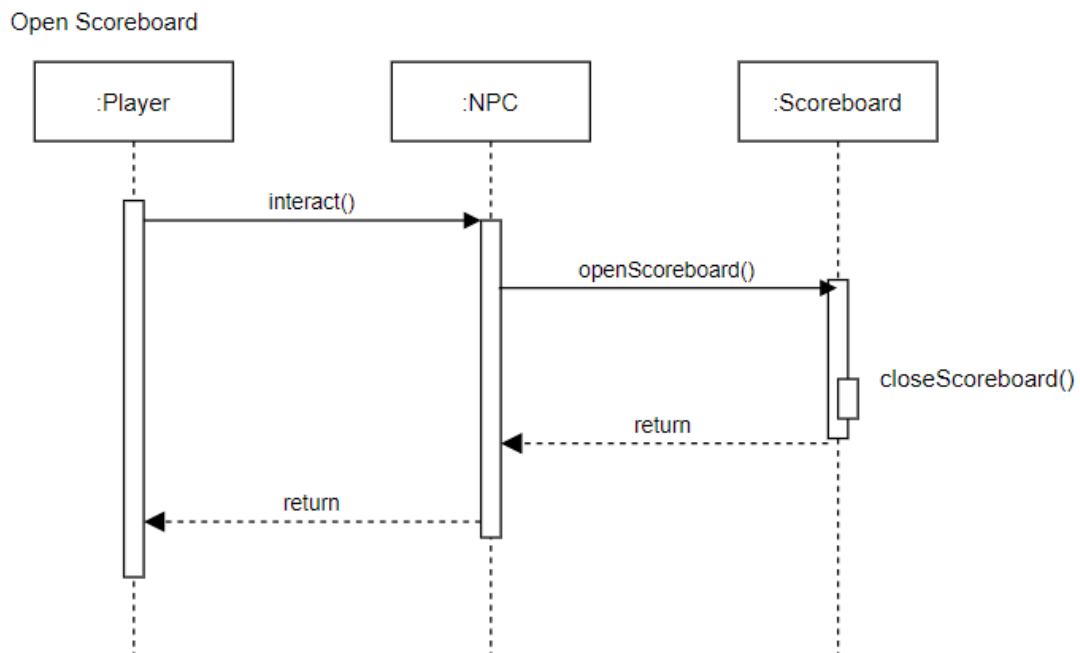 Open Scoreboard
:Player
:NPC
:Scoreboard
interact()
openScoreboard()
closeScoreboard()
return
return